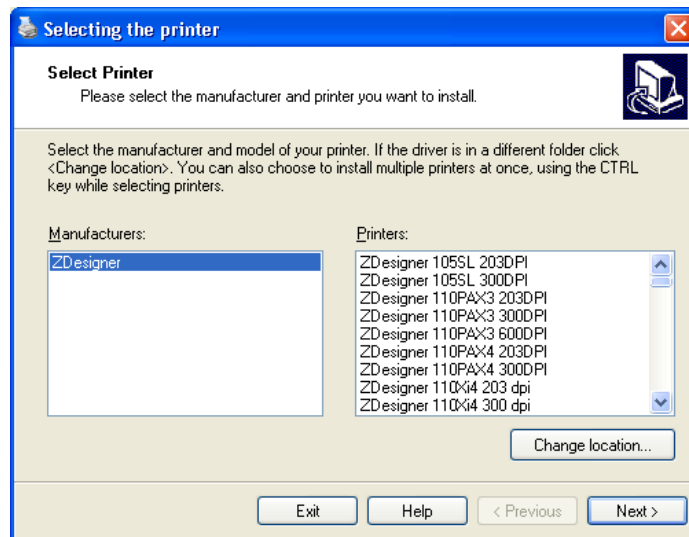 Selecting the printer
Select Printer
Please select the manufacturer and printer you want to install.
Select the manufacturer and model of your printer. If the driver is in a different folder click
<Change location>. You can also choose to install multiple printers at once, using the CTRL
key while selecting printers.
Manufacturers:
ZDesigner
Printers:
ZDesigner 105SL 203DPI
ZDesigner 105SL 300DPI
ZDesigner 110PAX3 203DPI
ZDesigner 110PAX3 300DPI
ZDesigner 110PAX3 600DPI
ZDesigner 110PAX4 203DPI
ZDesigner 110PAX4 300DPI
ZDesigner 110Xi4 203 dpi
ZDesigner 110Xi4 300 dpi
Change location...
Exit
Help
< Previous
Next >